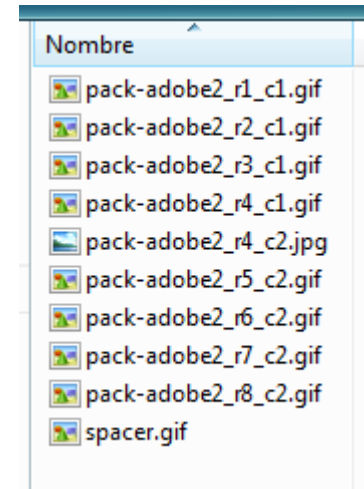 Nombre
pack-adobe2_r1_c1.gif
pack-adobe2_r2_c1.gif
pack-adobe2_r3_c1.gif
pack-adobe2_r4_c1.gif
pack-adobe2_r4_c2.jpg
pack-adobe2_r5_c2.gif
pack-adobe2_r6_c2.gif
pack-adobe2_r7_c2.gif
pack-adobe2_r8_c2.gif
spacer.gif